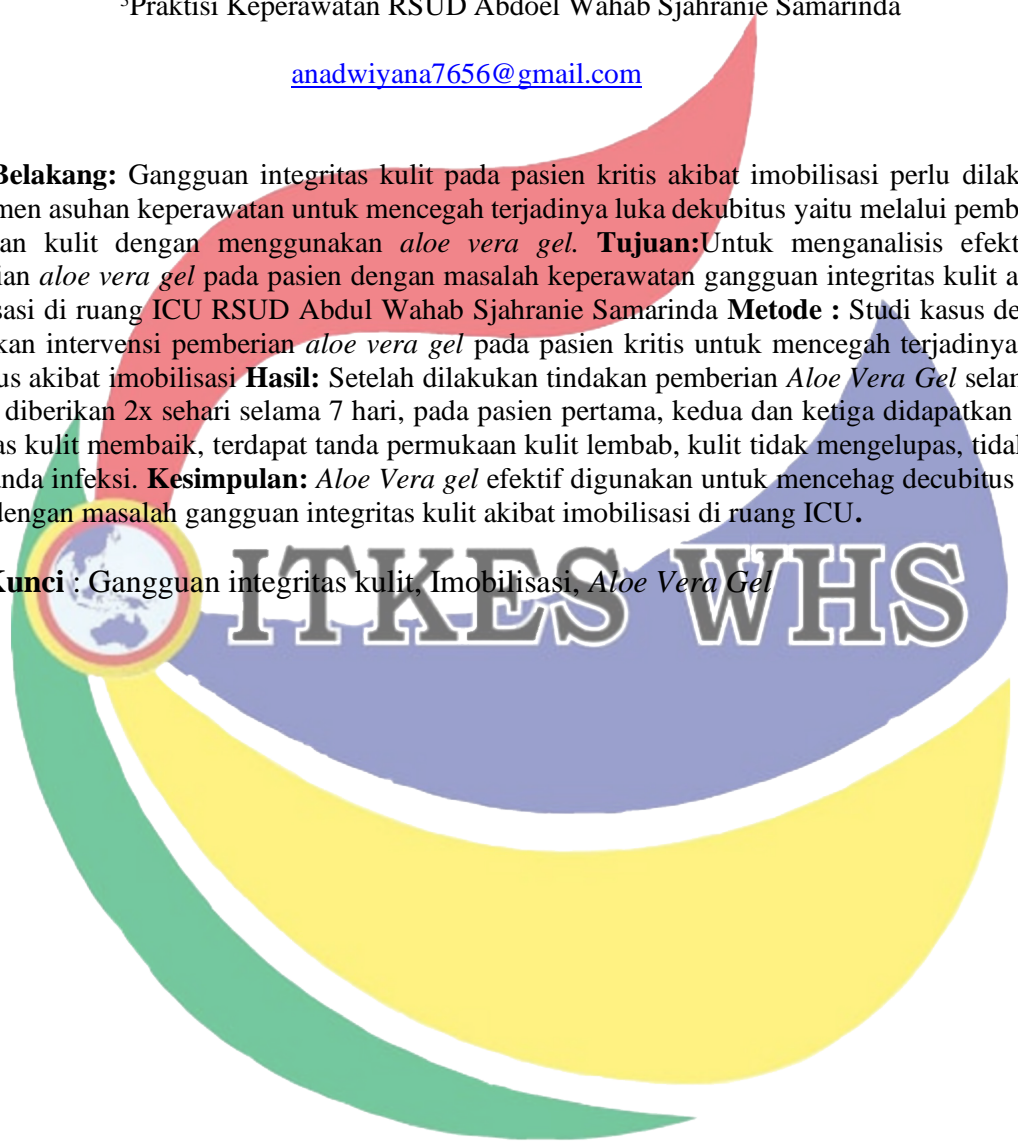 ³Praktisi Keperawatan RSUD Abdoel Wahab Sjahranie Samarinda
anadwiyana7656@gmail.com
Belakang: Gangguan integritas kulit pada pasien kritis akibat imobilisasi perlu dilak
men asuhan keperawatan untuk mencegah terjadinya luka dekubitus yaitu melalui pemb
an kulit dengan menggunakan aloe vera gel. Tujuan:Untuk menganalisis efekt
ian aloe vera gel pada pasien dengan masalah keperawatan gangguan integritas kulit a
sasi di ruang ICU RSUD Abdul Wahab Sjahranie Samarinda Metode : Studi kasus de
kan intervensi pemberian aloe vera gel pada pasien kritis untuk mencegah terjadinya
us akibat imobilisasi Hasil: Setelah dilakukan tindakan pemberian Aloe Vera Gel selan
diberikan 2x sehari selama 7 hari, pada pasien pertama, kedua dan ketiga didapatkan
as kulit membaik, terdapat tanda permukaan kulit lembab, kulit tidak mengelupas, tidak
anda infeksi. Kesimpulan: Aloe Vera gel efektif digunakan untuk mencehag decubitus
dengan masalah gangguan integritas kulit akibat imobilisasi di ruang ICU.
Kunci : Gangguan integritas kulit, Imobilisasi, Aloe Vera Gel
ITKES WHS